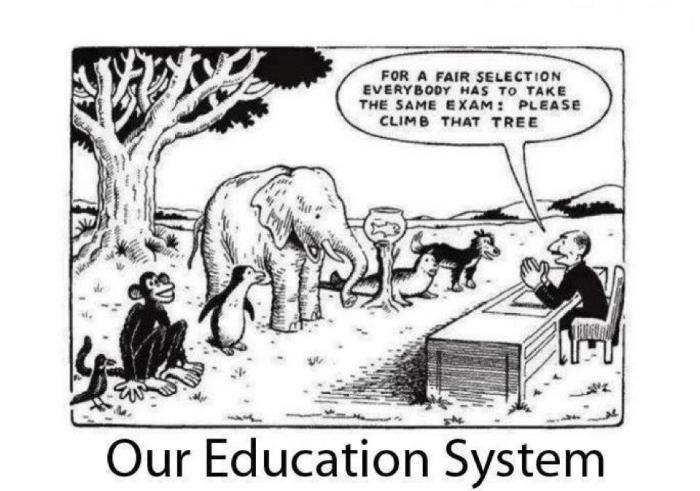 FOR A FAIR SELECTION
EVERYBODY HAS TO TAKE
THE SAME EXAM: PLEASE
CLIMB THAT TREE
Our Education System